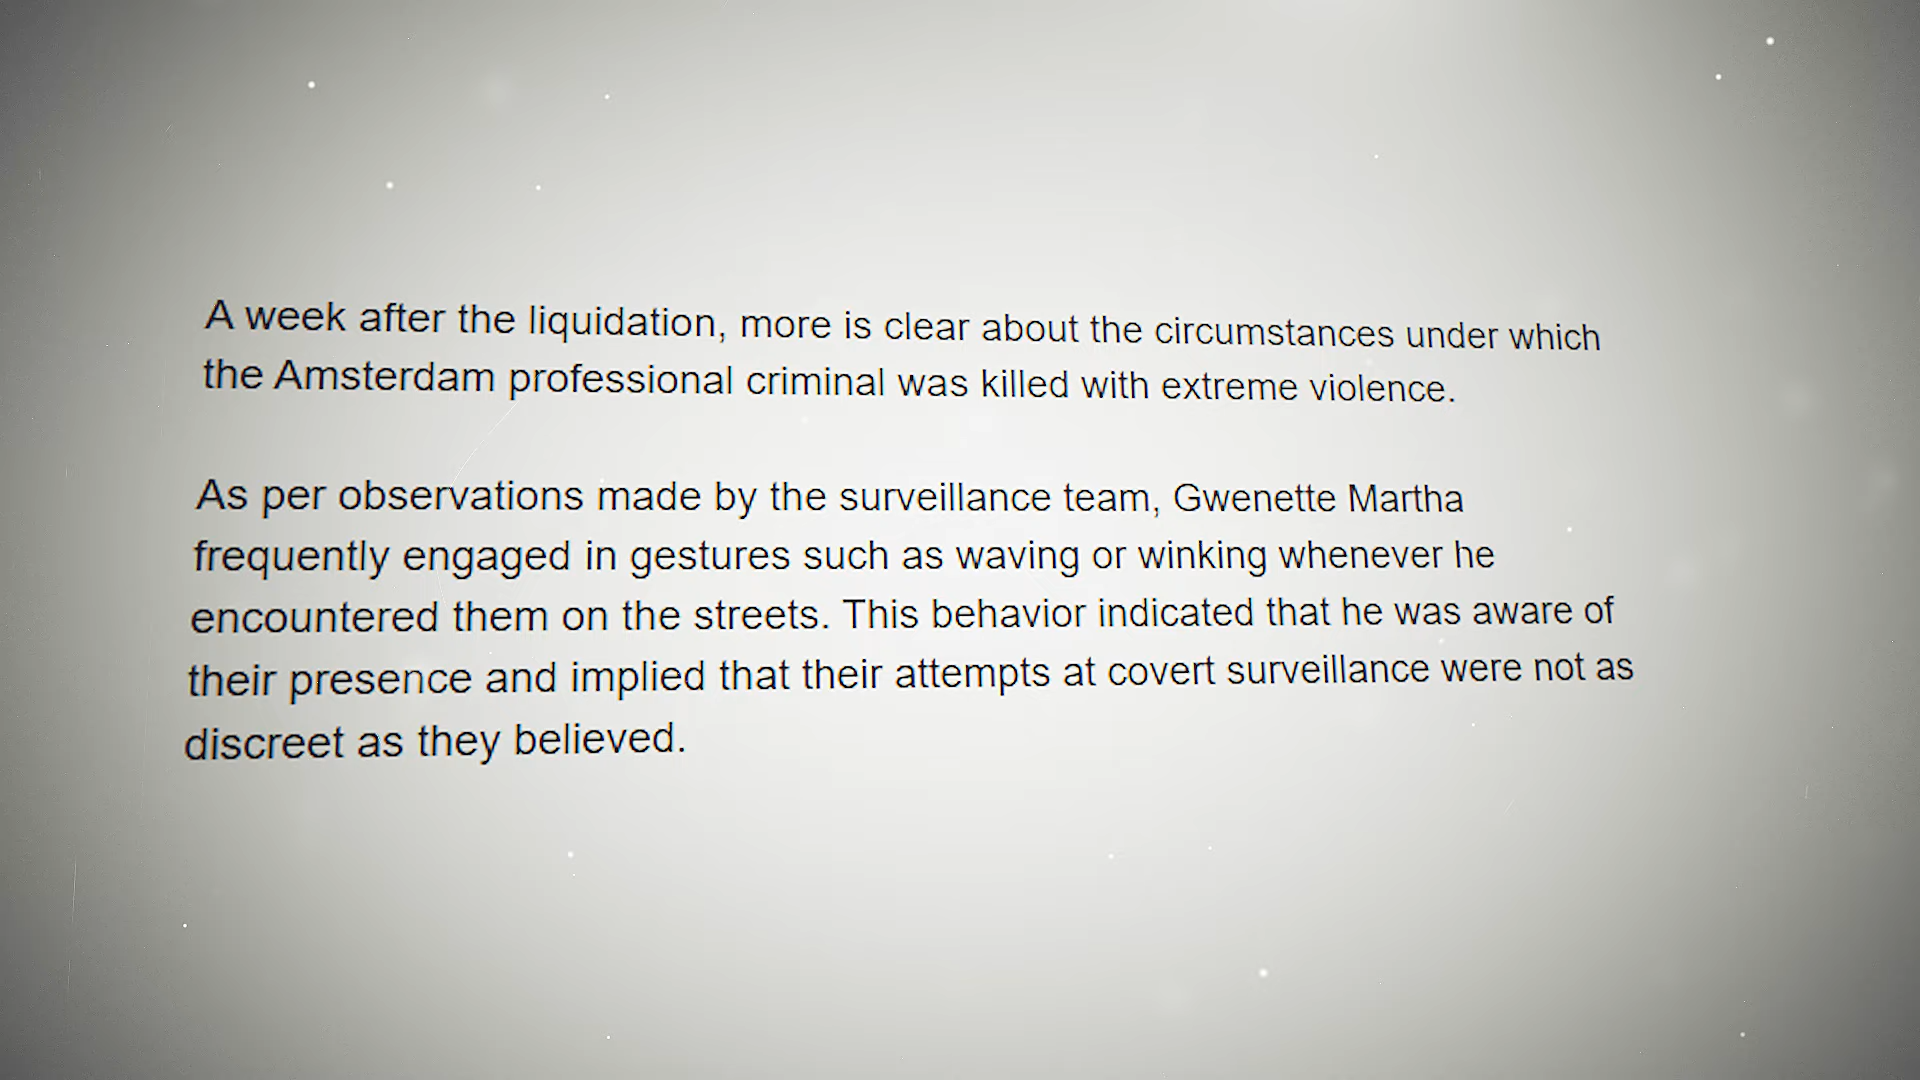 A week after the liquidation, more is clear about the circumstances under which
the Amsterdam professional criminal was killed with extreme violence.
As per observations made by the surveillance team, Gwenette Martha
frequently engaged in gestures such as waving or winking whenever he
encountered them on the streets. This behavior indicated that he was aware of
their presence and implied that their attempts at covert surveillance were not as
discreet as they believed.